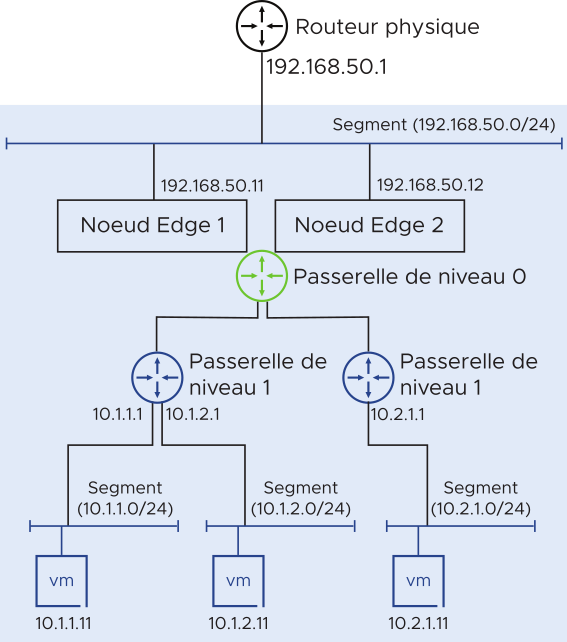 Routeur physique
192.168.50.1
Segment (192.168.50.0/24)
192.168.50.11
192.168.50.12
Noeud Edge 1
Noeud Edge 2
Passerelle de niveau 0
Passerelle de
niveau 1
Passerelle de
niveau 1
10.1.1.1
10.1.2.1
10.2.1.1
Segment
(10.1.1.0/24)
Segment
(10.1.2.0/24)
Segment
(10.2.1.0/24)
vm
vm
vm
10.1.1.11
10.1.2.11
10.2.1.11